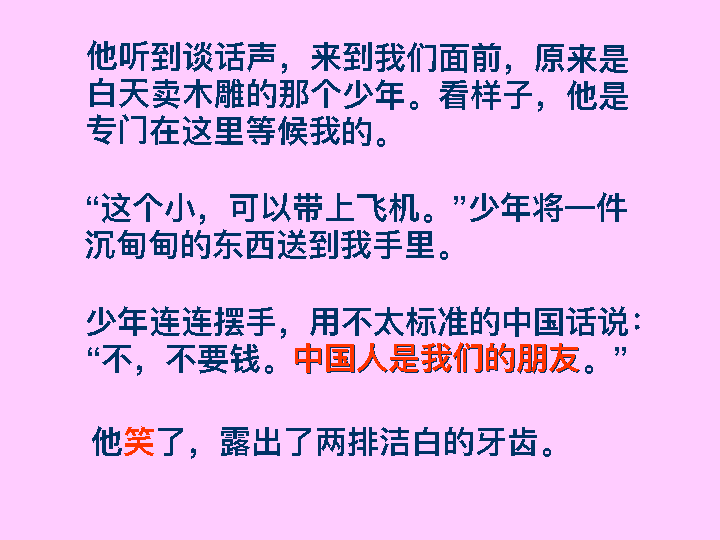 他听到谈话声，来到我们面前，原来是
白天卖木雕的那个少年。看样子，他是
专门在这里等候我的。
“这个小，可以带上飞机。”少年将一件
沉甸甸的东西送到我手里。
少年连连摆手，用不太标准的中国话说：
“不，不要钱。中国人是我们的朋友。”
他笑了，露出了两排洁白的牙齿。